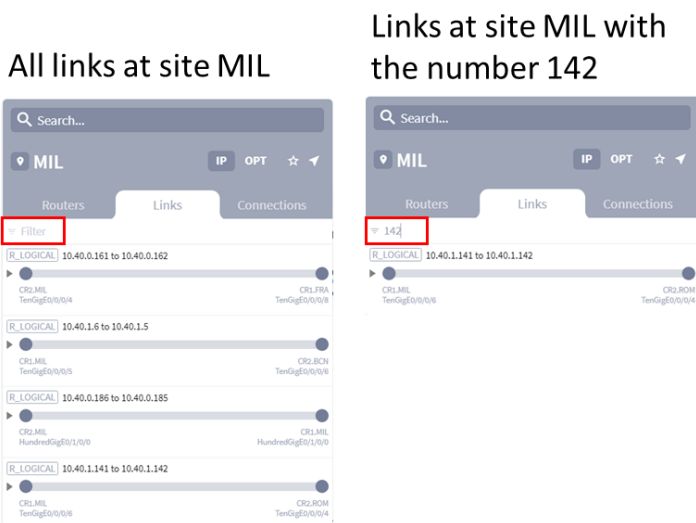 All links at site MIL
Search...
MIL IP OPT
Routers Links Connections
Filter
R_LOGICAL 10.40.0.161 to 10.40.0.162
CR2.MIL CR1.FRA
TenGigE0/0/0/4 TenGigE0/0/0/8
R_LOGICAL 10.40.1.6 to 10.40.1.5
CR1.MIL CR2.BCN
TenGigE0/0/0/5 TenGigE0/0/0/6
R_LOGICAL 10.40.0.186 to 10.40.0.185
CR2.MIL CR1.MIL
HundredGigE0/1/0/0 HundredGigE0/1/0/0
R_LOGICAL 10.40.1.141 to 10.40.1.142
CR1.MIL CR2.ROM
TenGigE0/0/0/6 TenGigE0/0/0/4
Links at site MIL with
the number 142
Search...
MIL IP OPT
Routers Links Connections
142
R_LOGICAL 10.40.1.141 to 10.40.1.142
CR1.MIL CR2.ROM
TenGigE0/0/0/6 TenGigE0/0/0/4